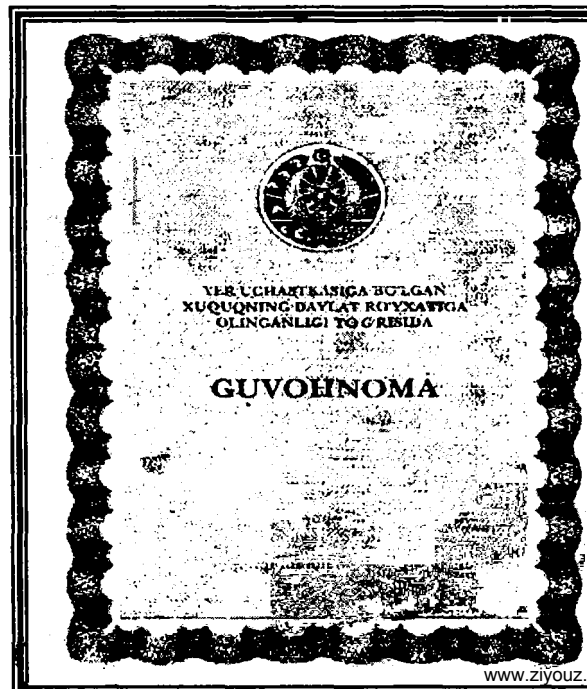 YER UCHASTKASIGA BO'LGAN
XUQUQNING DAVLAT RO'YXATIGA
OLINGANLIGI TO'G'RISIDA
GUVOHNOMA
www.ziyouz